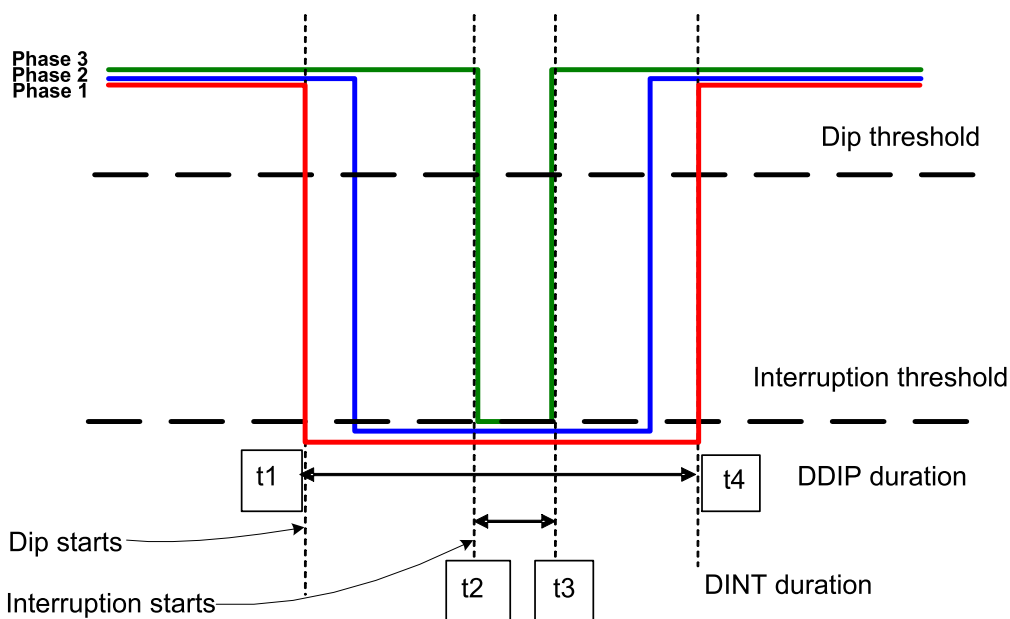 Phase 3
Phase 2
Phase 1
Dip threshold
Interruption threshold
t1
t4
DDIP duration
Dip starts
t2
t3
DINT duration
Interruption starts